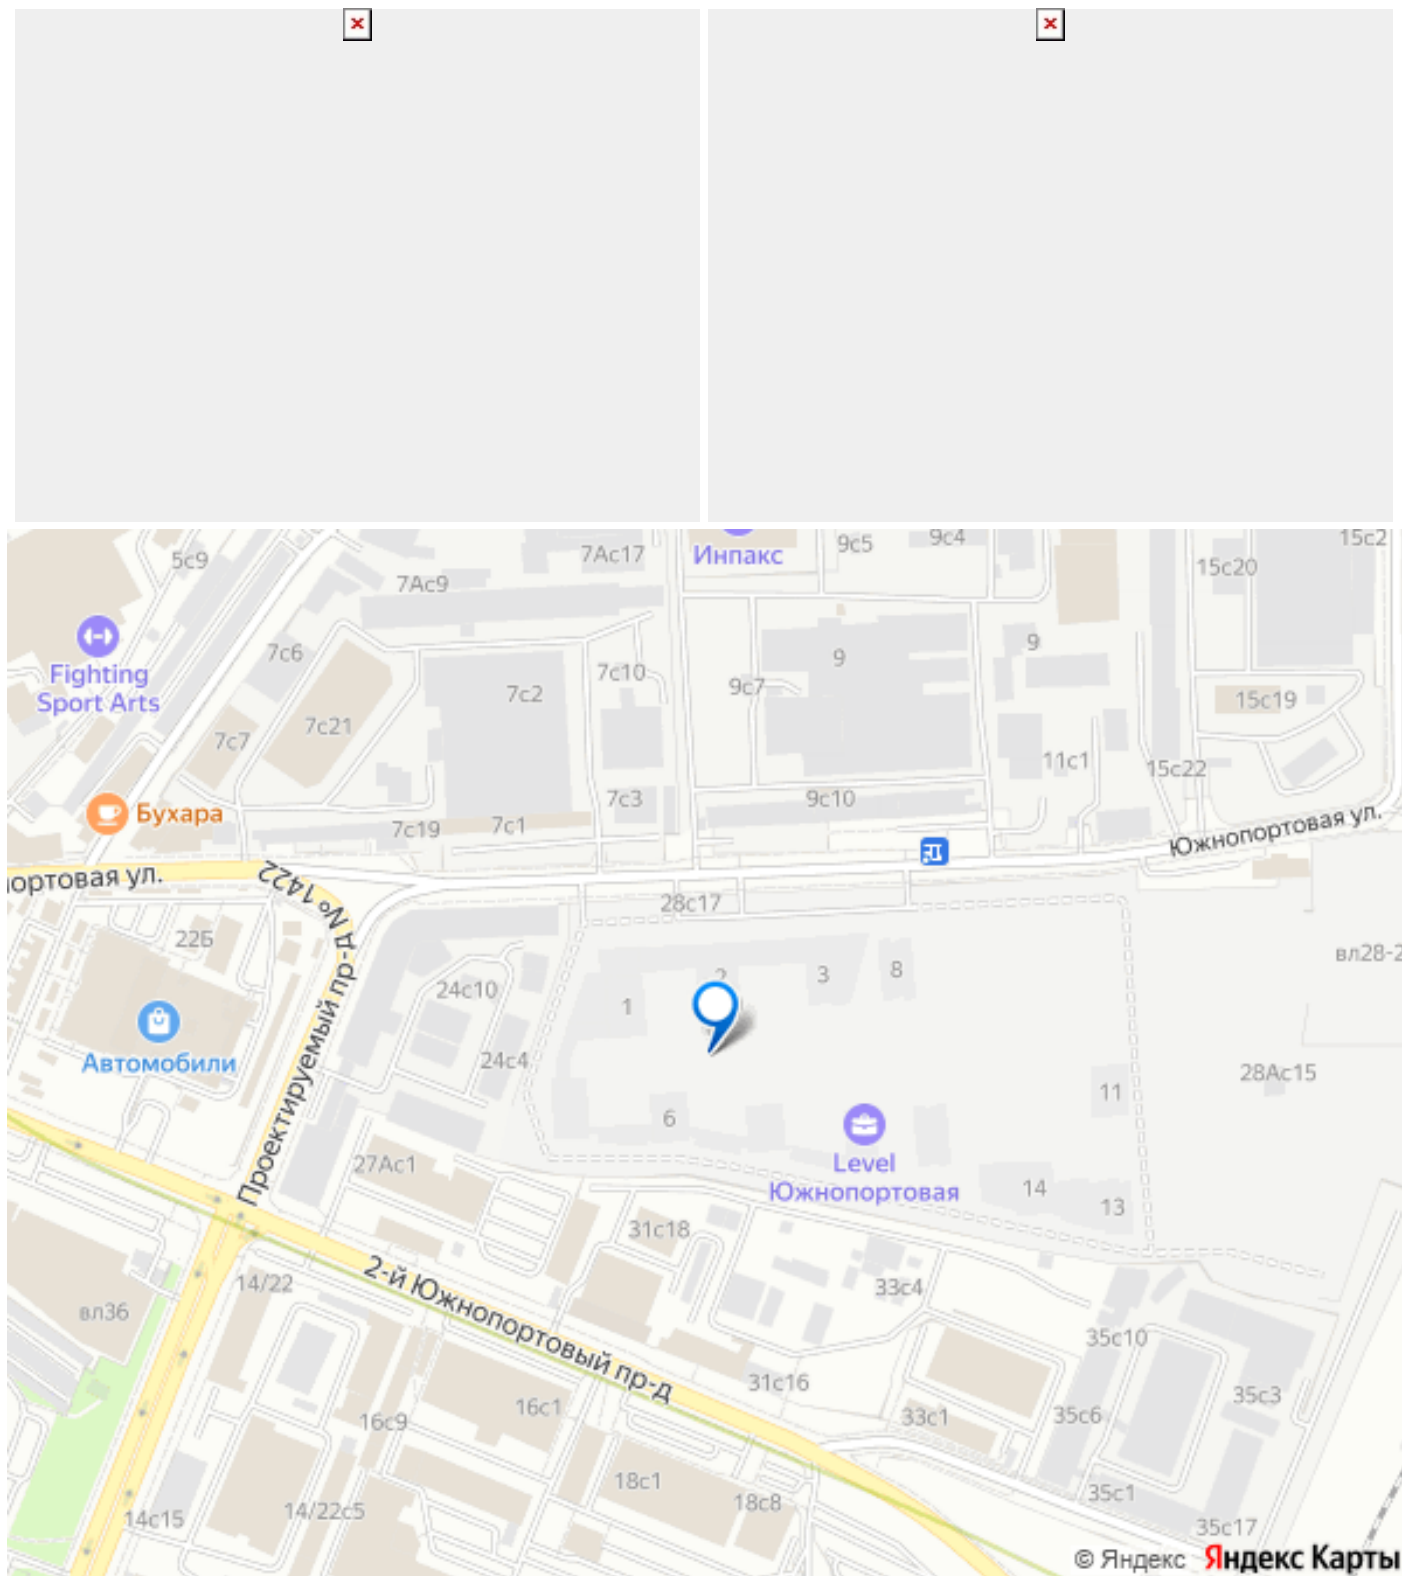 Инпакс
9с5
9с4
15с2
5с9
7Ас17
7Ас9
15с20
Fighting
Sport Arts
7с6
7с10
9
9
7с2
9с7
15с19
7с7
7с21
11с1
15с22
Бухара
7с3
9с10
7с19
7с1
Южнопортовая ул.
портовая ул.
Проектируемый пр-д № 1422
28с17
22Б
вл28-2
24с10
1
2
3
8
Автомобили
24с4
28Ас15
11
6
27Ас1
Level
Южнопортовая
14
13
31с18
14/22
вл36
2-й Южнопортовый пр-д
33с4
35с10
31с16
35с3
16с9
16с1
33с1
35с6
18с1
18с8
35с1
14с15
14/22с5
35с17
© Яндекс Яндекс Карты